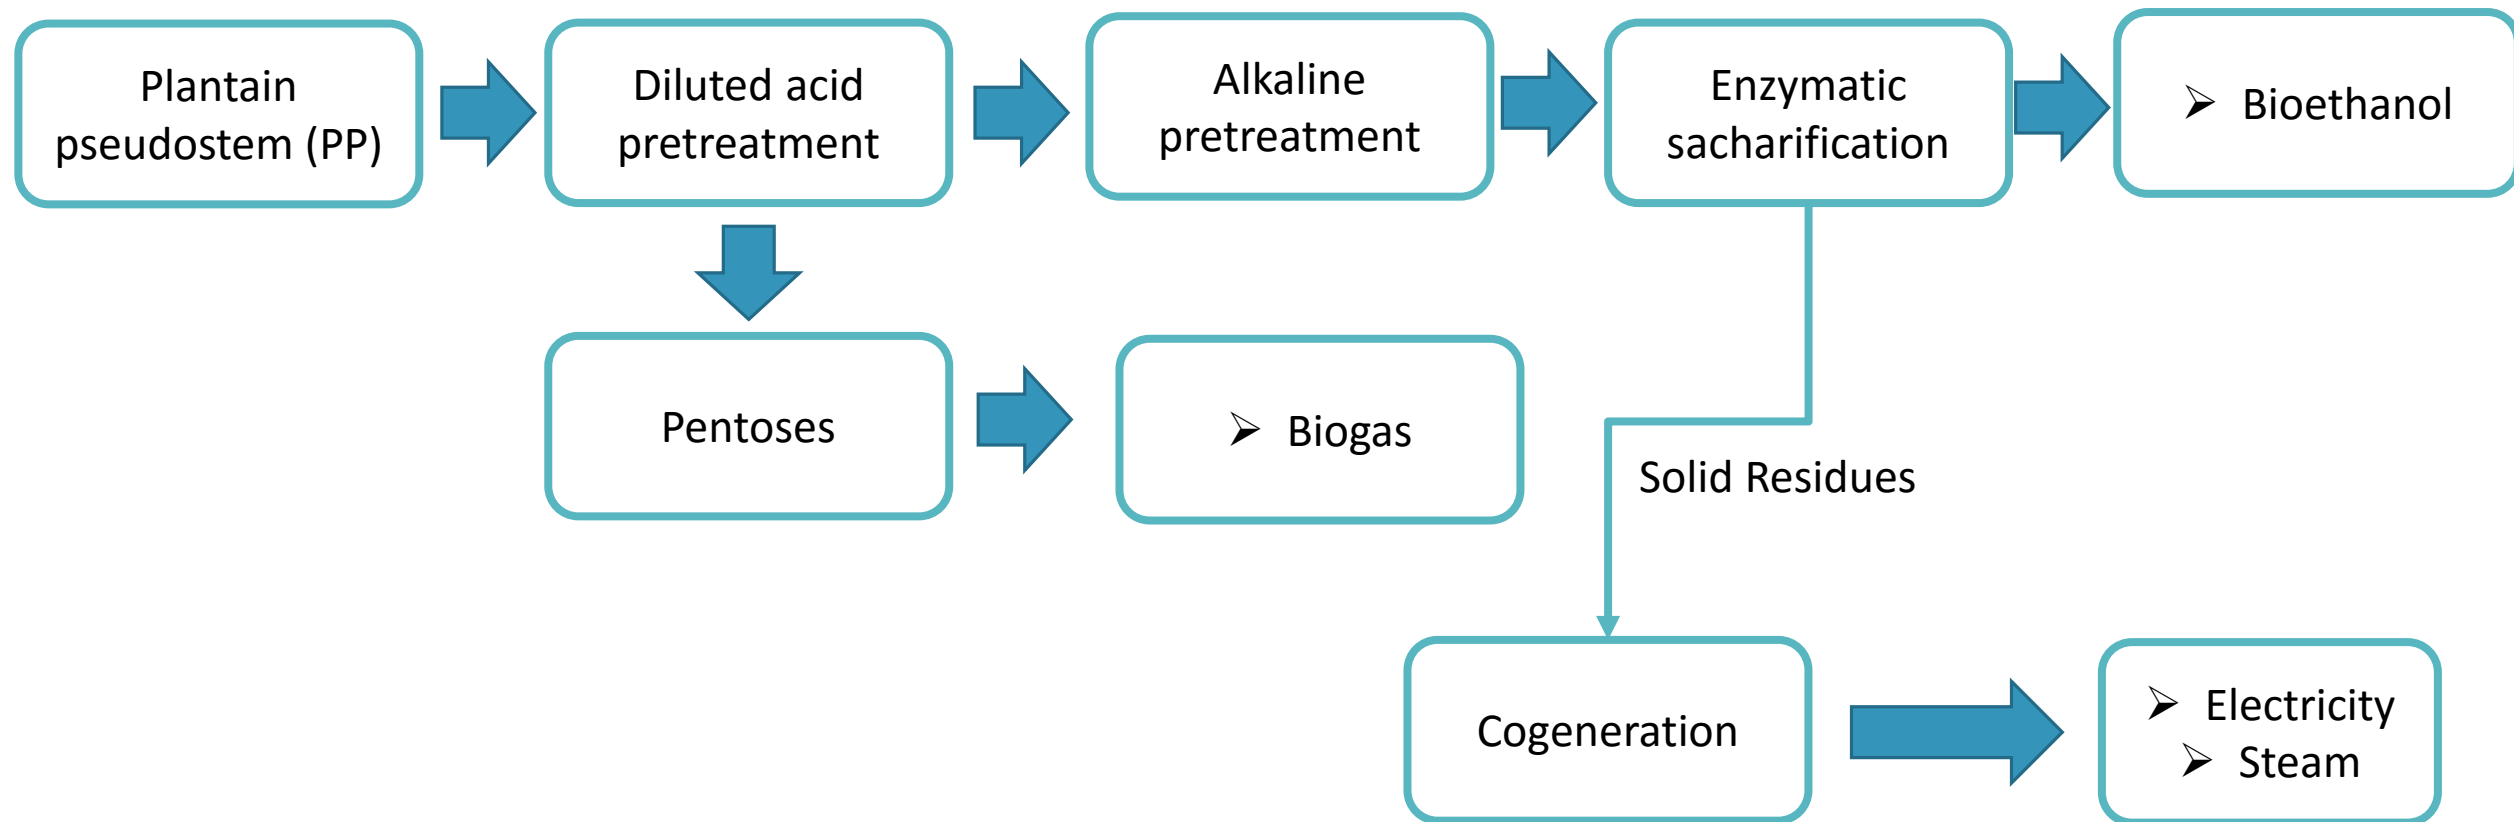 Plantain
pseudostem (PP)
Diluted acid
pretreatment
Alkaline
pretreatment
Enzymatic
sacharification
➢ Bioethanol
Pentoses
➢ Biogas
Solid Residues
Cogeneration
➢ Electricity
➢ Steam